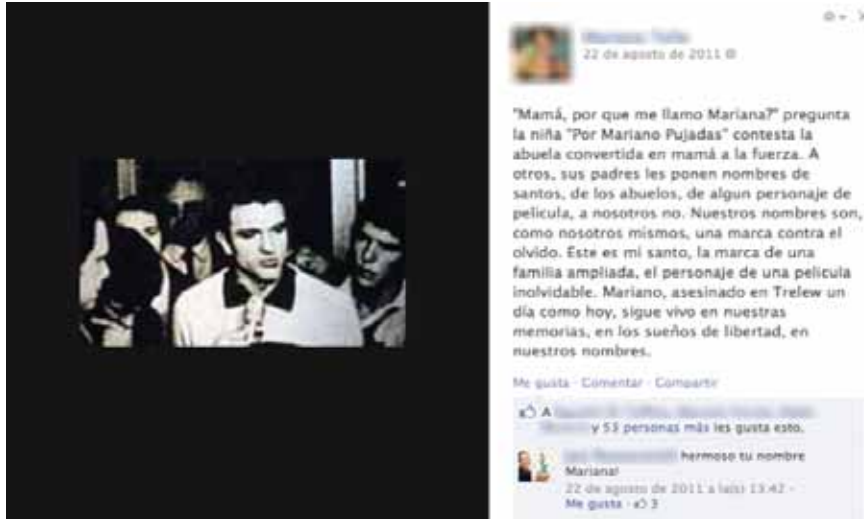 22 de agosto de 2011
"Mamá, por que me llamo Mariana?" pregunta
la niña "Por Mariano Pujadas" contesta la
abuela convertida en mamá a la fuerza. A
otros, sus padres les ponen nombres de
santos, de los abuelos, de algun personaje de
pelicula, a nosotros no. Nuestros nombres son,
como nosotros mismos, una marca contra el
olvido. Este es mi santo, la marca de una
familia ampliada, el personaje de una pelicula
inolvidable. Mariano, asesinado en Trelew un
día como hoy, sigue vivo en nuestras
memorias, en los sueños de libertad, en
nuestros nombres.
Me gusta · Comentar · Compartir
A
y 53 personas más les gusta esto.
hermoso tu nombre
Mariana!
22 de agosto de 2011 a la(s) 13:42 ·
Me gusta · 3